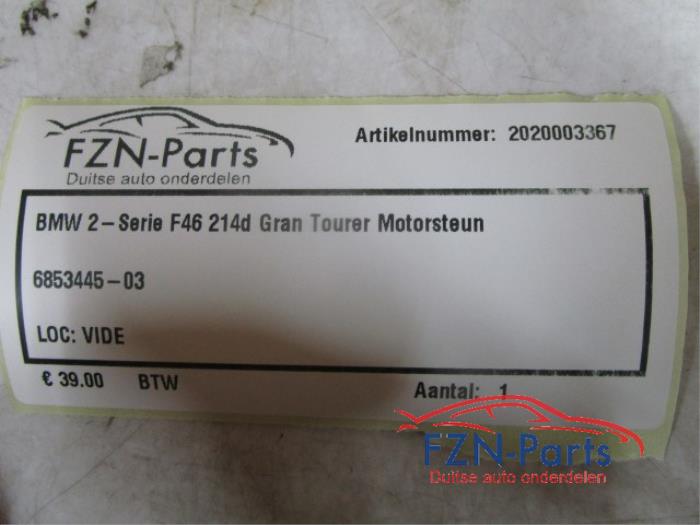 FZN-Parts
Duitse auto onderdelen
Artikelnummer: 2020003367
BMW 2-Serie F46 214d Gran Tourer Motorsteun
6853445-03
LOC: VIDE
€ 39.00 BTW
Aantal: 1
FZN-Parts
Duitse auto onderdelen